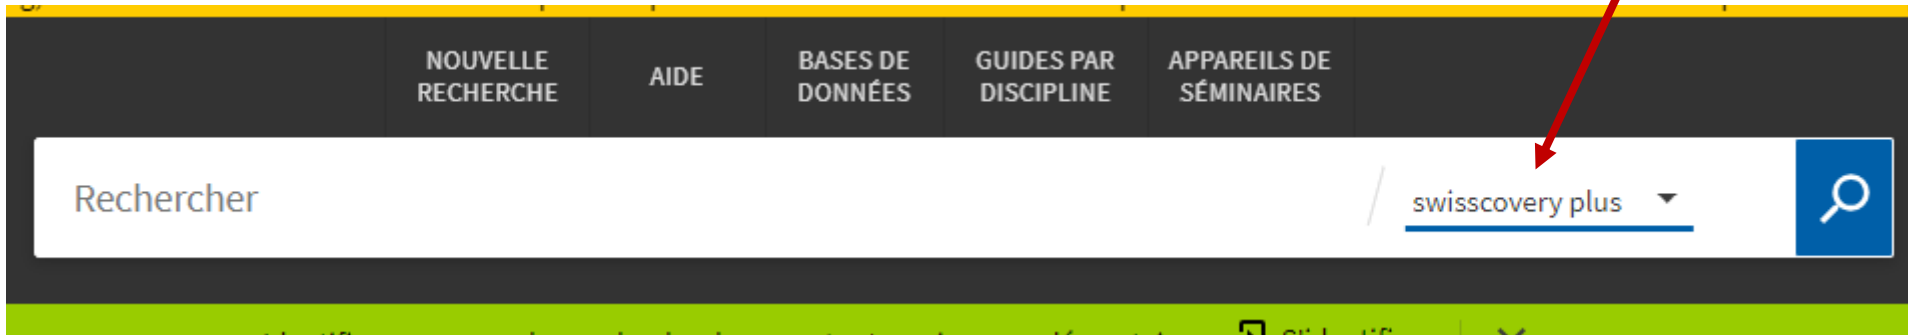 NOUVELLE
RECHERCHE
AIDE
BASES DE
DONNÉES
GUIDES PAR
DISCIPLINE
APPAREILS DE
SÉMINAIRES
Rechercher
swisscovery plus